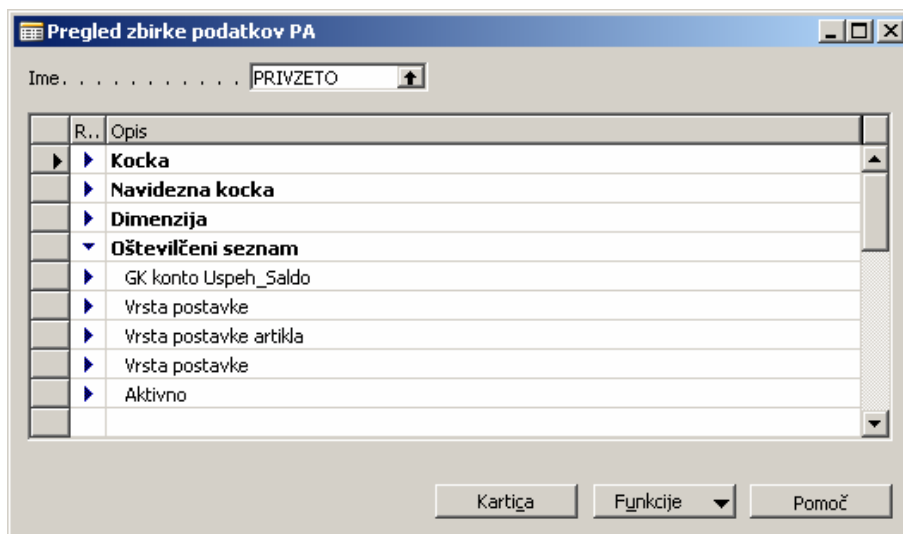 Pregled zbirke podatkov PA
Ime. . . . . . . . . . . PRIVZETO
R.. Opis
Kocka
Navidezna kocka
Dimenzija
Oštevilčeni seznam
GK konto Uspeh_Saldo
Vrsta postavke
Vrsta postavke artikla
Vrsta postavke
Aktivno
Kartica Funkcije Pomoč